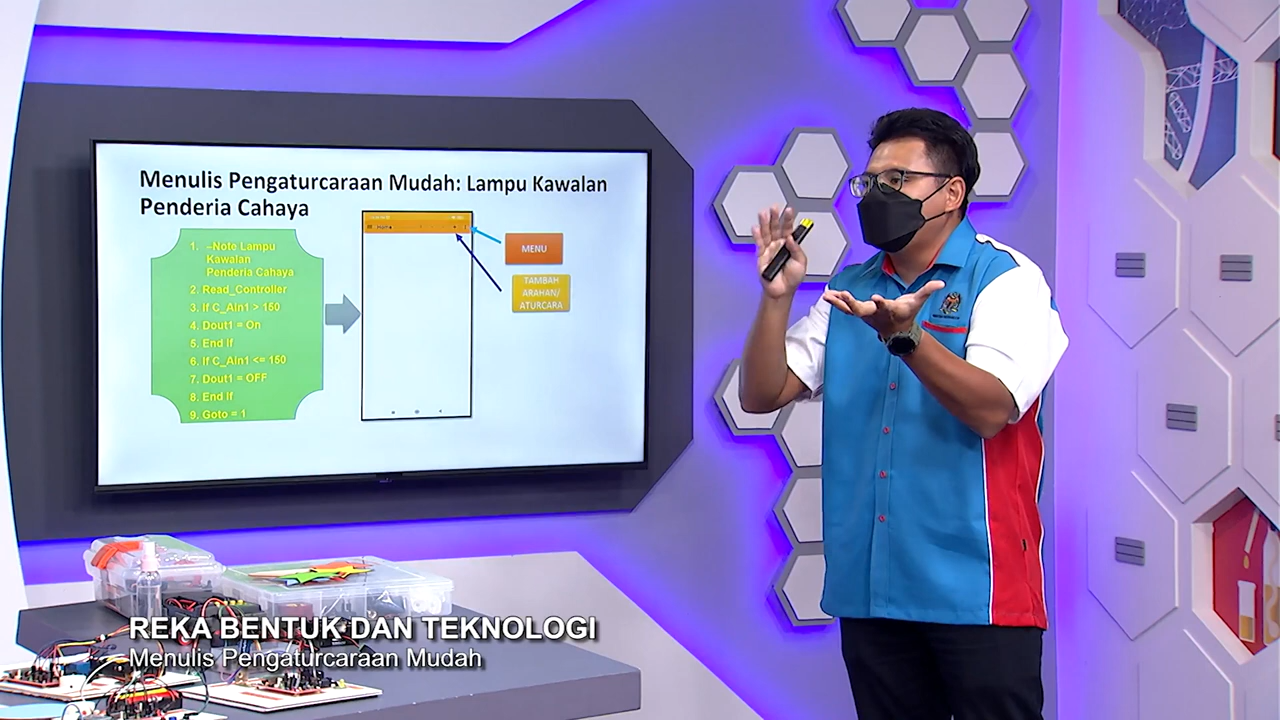 Menulis Pengaturcaraan Mudah: Lampu Kawalan
Penderia Cahaya
1. –Note Lampu
Kawalan
Penderia Cahaya
2. Read_Controller
3. If C_Ain1 > 150
4. Dout1 = On
5. End If
6. If C_Ain1 <= 150
7. Dout1 = OFF
8. End If
9. Goto = 1
MENU
TAMBAH
ARAHAN/
ATURCARA
REKA BENTUK DAN TEKNOLOGI
Menulis Pengaturcaraan Mudah